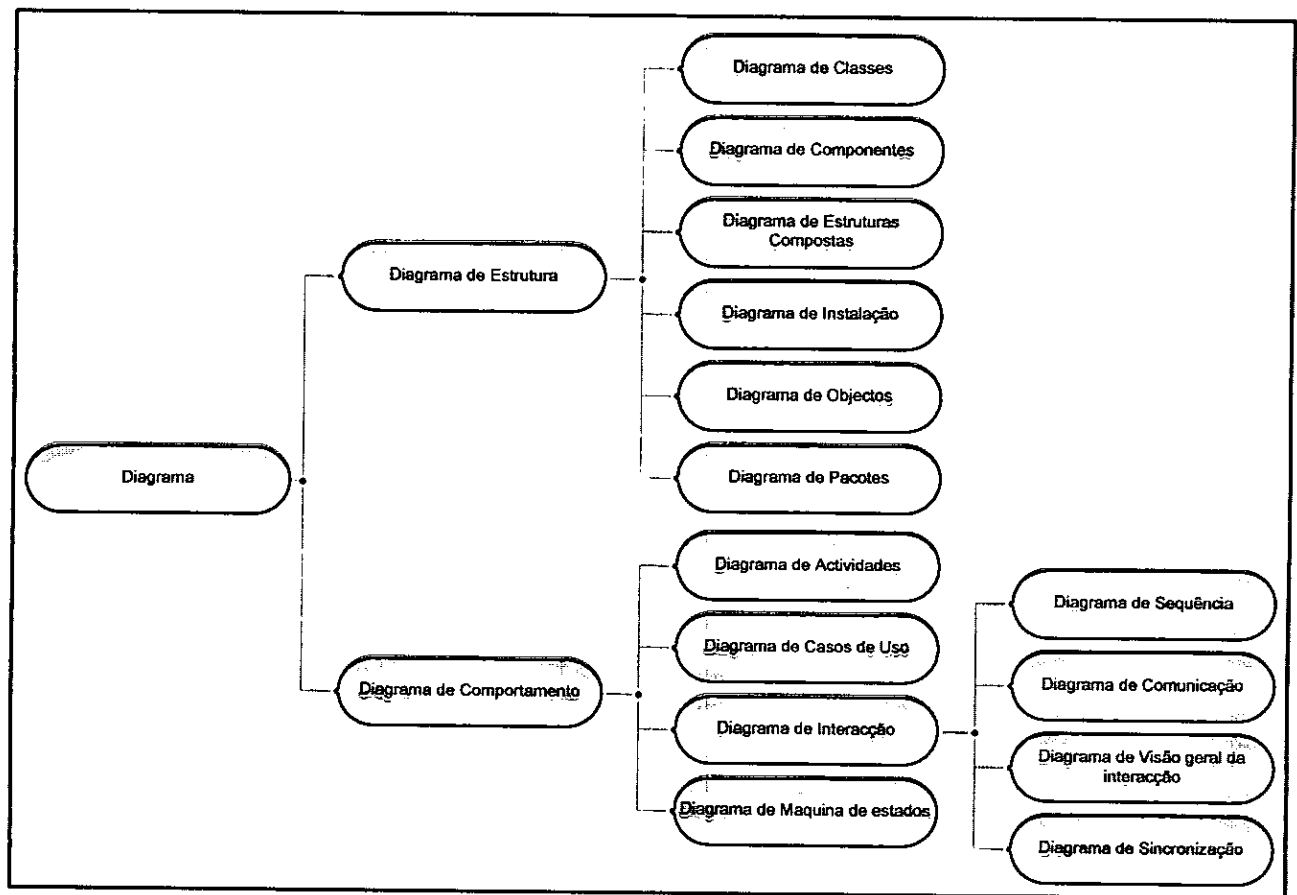 Diagrama de Classes
Diagrama de Componentes
Diagrama de Estruturas
Compostas
Diagrama de Estrutura
Diagrama de Instalação
Diagrama de Objectos
Diagrama
Diagrama de Pacotes
Diagrama de Actividades
Diagrama de Sequência
Diagrama de Casos de Uso
Diagrama de Comportamento
Diagrama de Comunicação
Diagrama de Interacção
Diagrama de Visão geral da
interacção
Diagrama de Maquina de estados
Diagrama de Sincronização